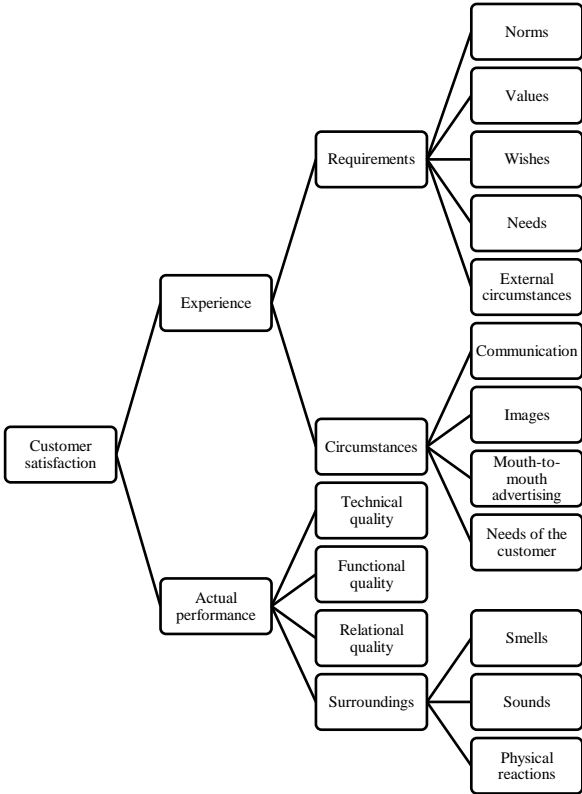 Norms
Values
Requirements
Wishes
Needs
Experience
External
circumstances
Communication
Customer
satisfaction
Circumstances
Images
Mouth-to-
mouth
advertising
Technical
quality
Needs of the
customer
Functional
quality
Actual
performance
Relational
quality
Smells
Surroundings
Sounds
Physical
reactions